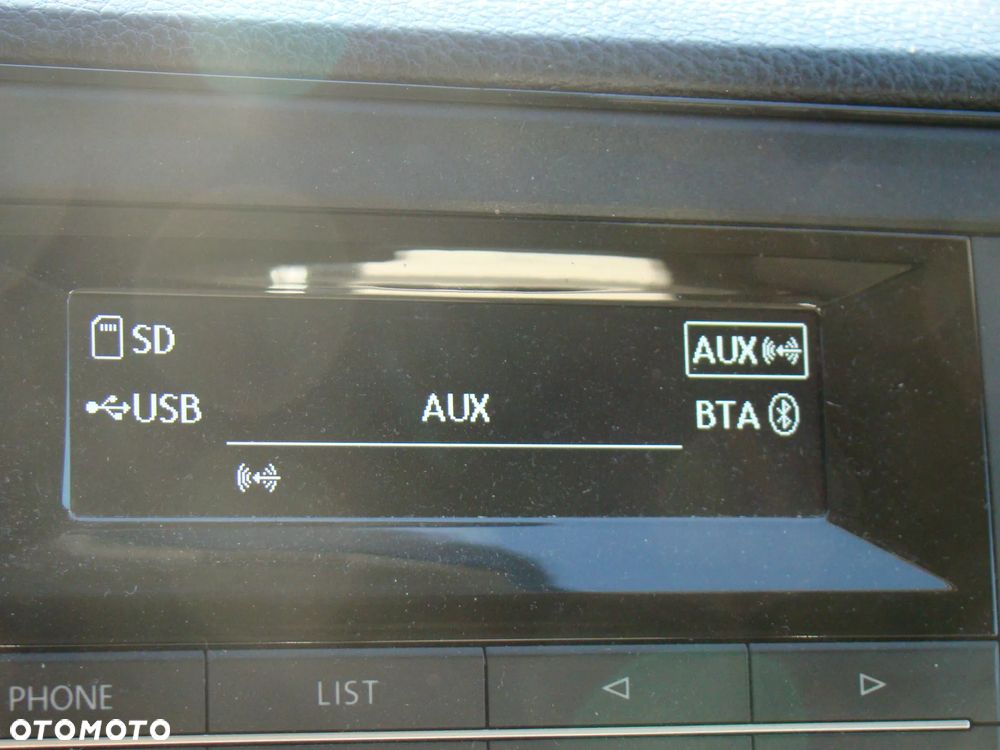 SD
AUX
USB
AUX
BTA
PHONE
LIST
OTOMOTO